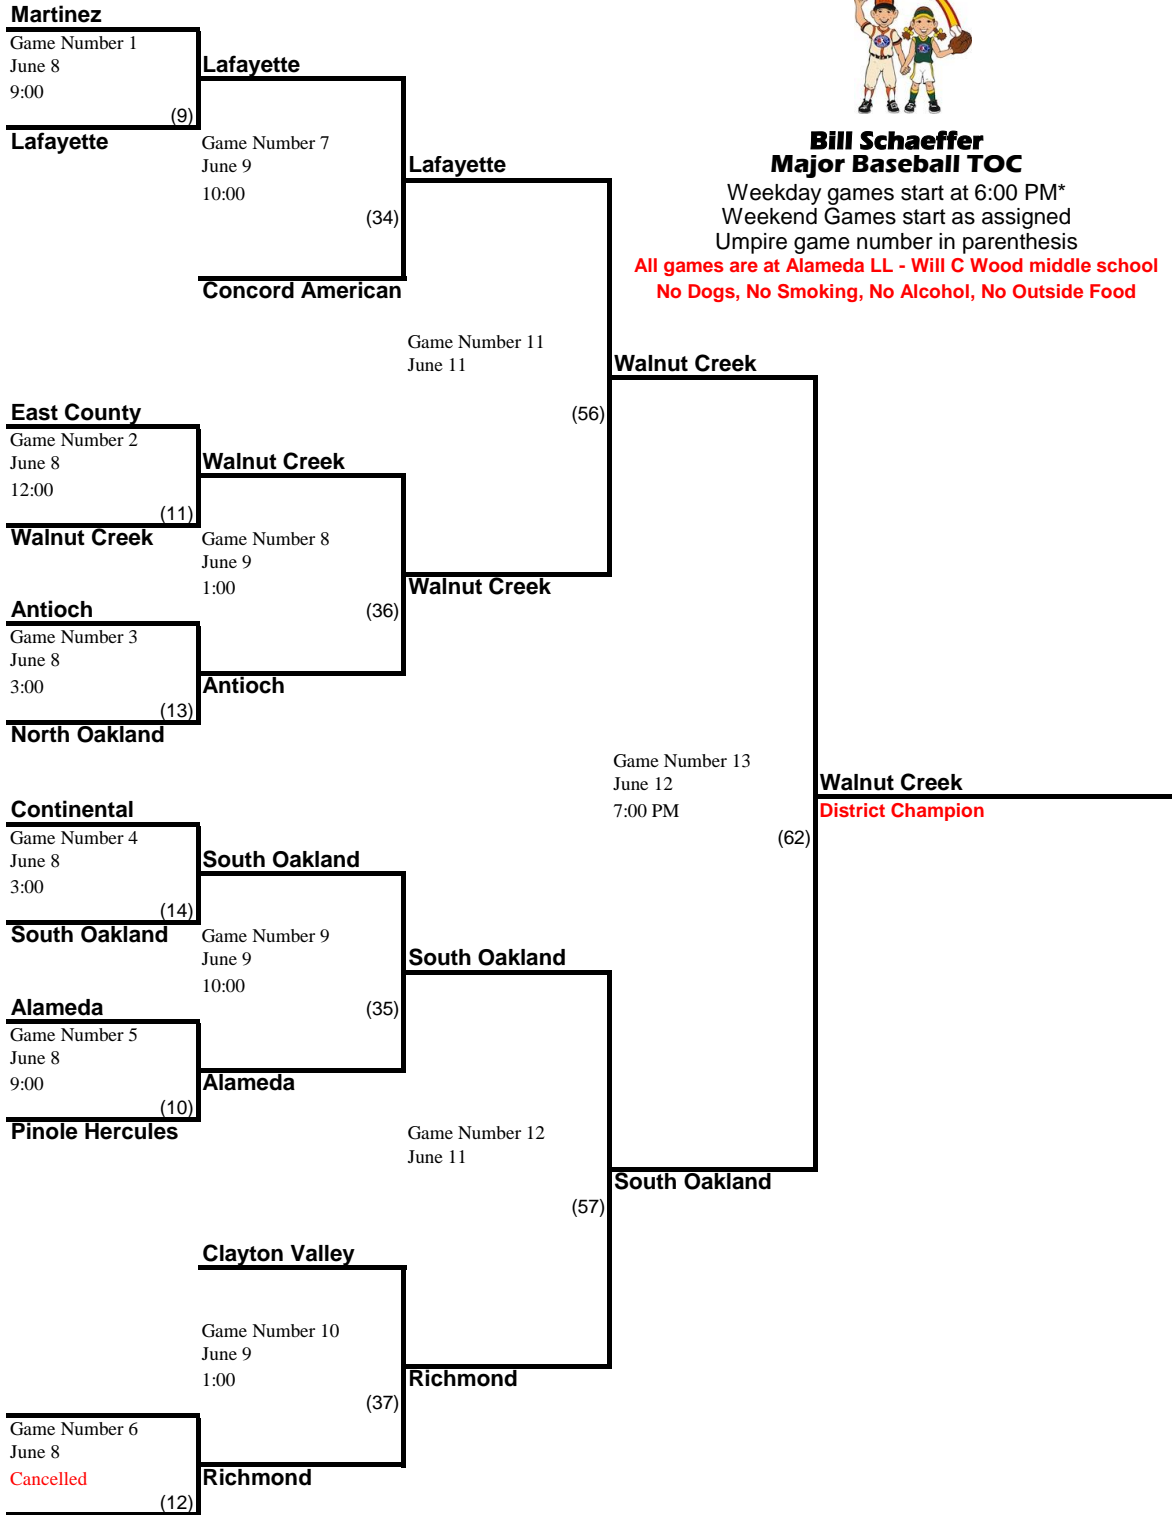 Martinez
Game Number 1
June 8
9:00
(9)
Lafayette
Lafayette
Game Number 7
June 9
10:00
(34)
Concord American
Lafayette
Bill Schaeffer
Major Baseball TOC
Weekday games start at 6:00 PM*
Weekend Games start as assigned
Umpire game number in parenthesis
All games are at Alameda LL - Will C Wood middle school
No Dogs, No Smoking, No Alcohol, No Outside Food
Game Number 11
June 11
(56)
Walnut Creek
East County
Game Number 2
June 8
12:00
(11)
Walnut Creek
Walnut Creek
Game Number 8
June 9
1:00
(36)
Walnut Creek
Antioch
Game Number 3
June 8
3:00
(13)
North Oakland
Antioch
Game Number 13
June 12
7:00 PM
(62)
Walnut Creek
District Champion
Continental
Game Number 4
June 8
3:00
(14)
South Oakland
South Oakland
Game Number 9
June 9
10:00
(35)
South Oakland
Alameda
Game Number 5
June 8
9:00
(10)
Pinole Hercules
Alameda
Game Number 12
June 11
(57)
South Oakland
Clayton Valley
Game Number 10
June 9
1:00
(37)
Richmond
Game Number 6
June 8
Cancelled
(12)
Richmond